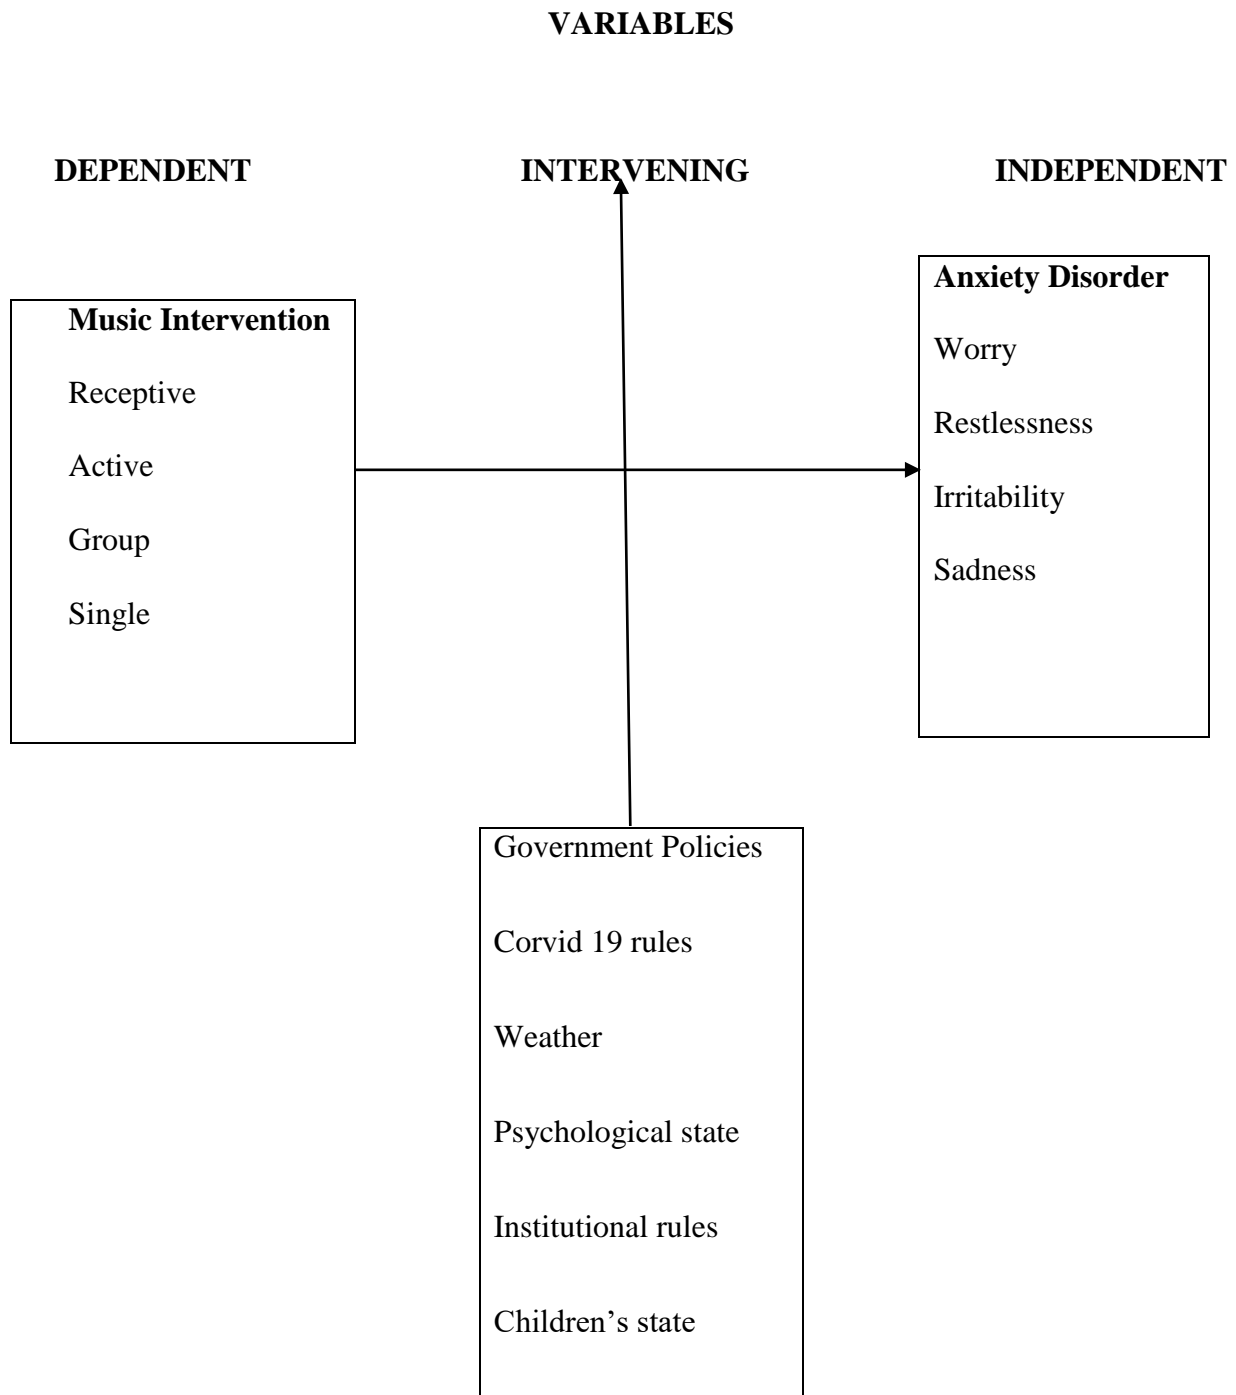 VARIABLES
DEPENDENT
INTERVENING
INDEPENDENT
Music Intervention
Receptive
Active
Group
Single
Anxiety Disorder
Worry
Restlessness
Irritability
Sadness
Government Policies
Corvid 19 rules
Weather
Psychological state
Institutional rules
Children’s state